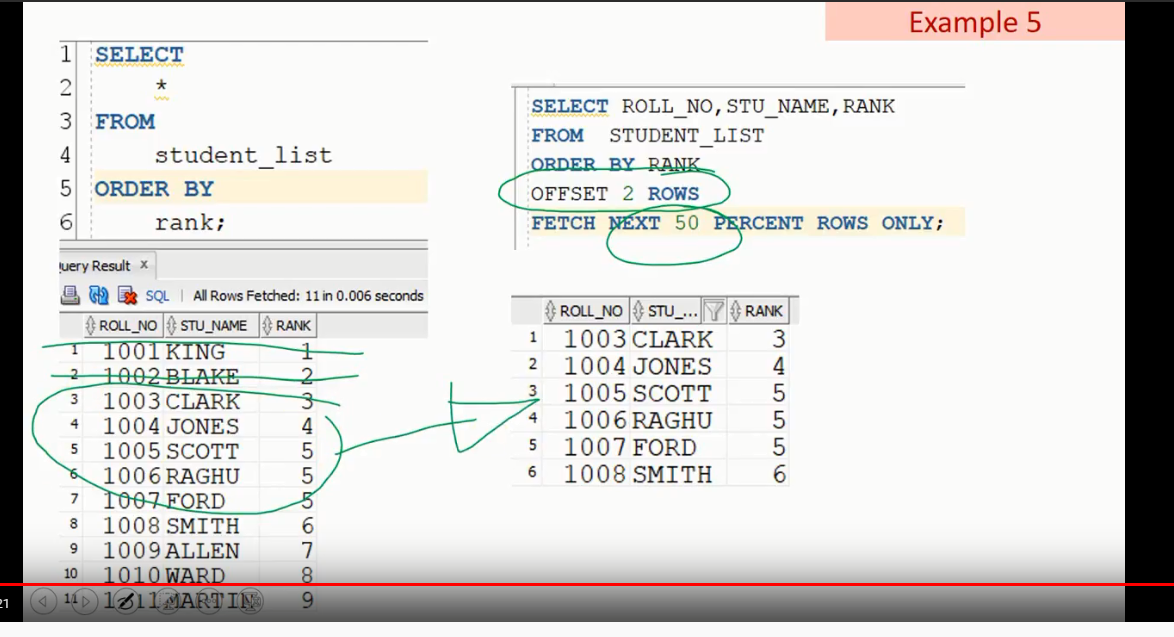 Example 5
1 SELECT
2 *
3 FROM
4 student_list
5 ORDER BY
6 rank;
SELECT ROLL_NO,STU_NAME,RANK
FROM STUDENT_LIST
ORDER BY RANK
OFFSET 2 ROWS
FETCH NEXT 50 PERCENT ROWS ONLY;
uery Result x
SQL | All Rows Fetched: 11 in 0.006 seconds
ROLL_NO STU_NAME RANK
1 1001 KING 1
2 1002 BLAKE 2
3 1003 CLARK 3
4 1004 JONES 4
5 1005 SCOTT 5
6 1006 RAGHU 5
7 1007 FORD 5
8 1008 SMITH 6
9 1009 ALLEN 7
10 1010 WARD 8
11 1011 MARTIN 9
ROLL_NO STU_... RANK
1 1003 CLARK 3
2 1004 JONES 4
3 1005 SCOTT 5
4 1006 RAGHU 5
5 1007 FORD 5
6 1008 SMITH 6
21